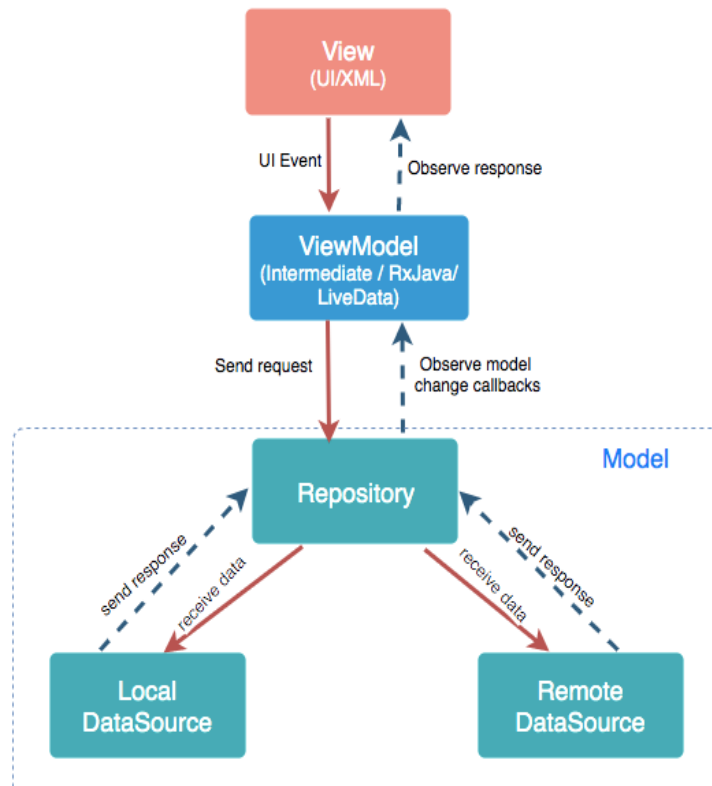 View
(UI/XML)
UI Event
Observe response
ViewModel
(Intermediate / RxJava/
LiveData)
Send request
Observe model
change callbacks
Model
Repository
send response
receive data
receive data
send response
Local
DataSource
Remote
DataSource